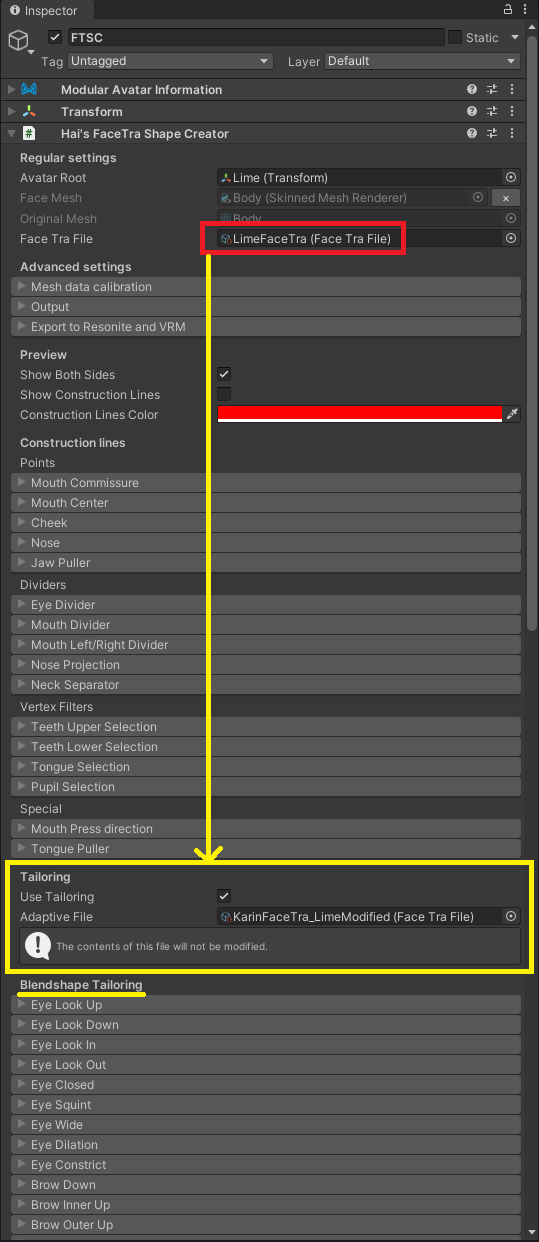 Inspector
FTSC
Static
Tag Untagged Layer Default
Modular Avatar Information
Transform
# Hai's FaceTra Shape Creator
Regular settings
Avatar Root Lime (Transform)
Face Mesh Body (Skinned Mesh Renderer) ×
Original Mesh Body
Face Tra File LimeFaceTra (Face Tra File)
Advanced settings
Mesh data calibration
Output
Export to Resonite and VRM
Preview
Show Both Sides
Show Construction Lines
Construction Lines Color
Construction lines
Points
Mouth Commissure
Mouth Center
Cheek
Nose
Jaw Puller
Dividers
Eye Divider
Mouth Divider
Mouth Left/Right Divider
Nose Projection
Neck Separator
Vertex Filters
Teeth Upper Selection
Teeth Lower Selection
Tongue Selection
Pupil Selection
Special
Mouth Press direction
Tongue Puller
Tailoring
Use Tailoring
Adaptive File KarinFaceTra_LimeModified (Face Tra File)
The contents of this file will not be modified.
Blendshape Tailoring
Eye Look Up
Eye Look Down
Eye Look In
Eye Look Out
Eye Closed
Eye Squint
Eye Wide
Eye Dilation
Eye Constrict
Brow Down
Brow Inner Up
Brow Outer Up